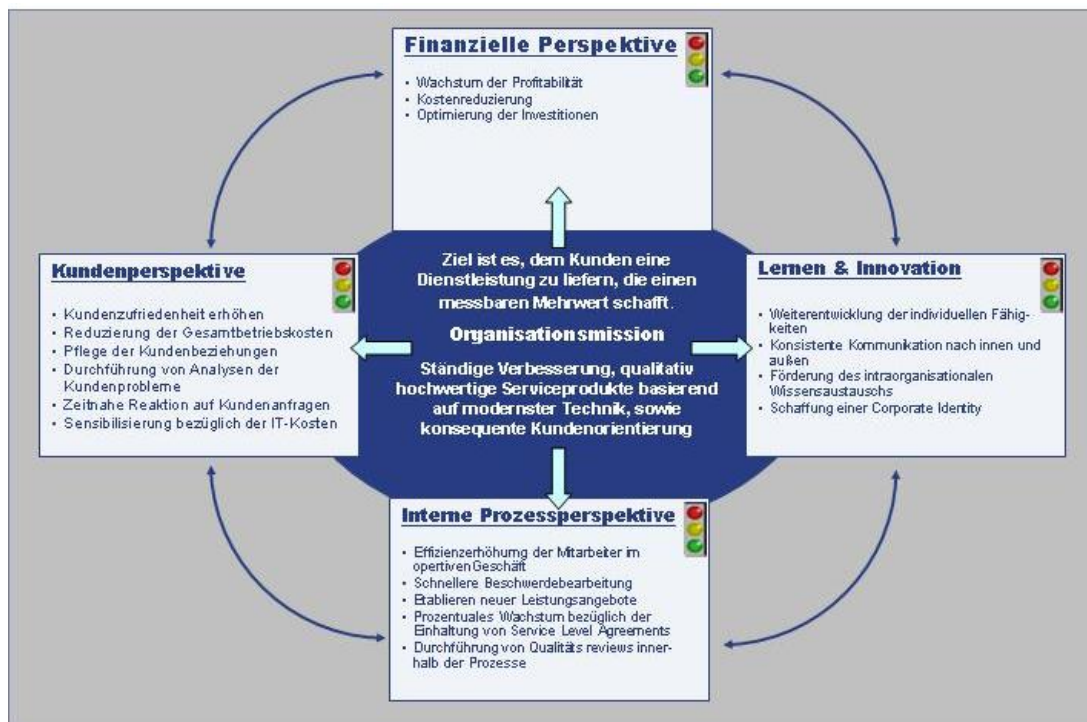 Finanzielle Perspektive
• Wachstum der Profitabilität
• Kostenreduzierung
• Optimierung der Investitionen
Kundenperspektive
• Kundenzufriedenheit erhöhen
• Reduzierung der Gesamtbetriebskosten
• Pflege der Kundenbeziehungen
• Durchführung von Analysen der
Kundenprobleme
• Zeitnahe Reaktion auf Kundenanfragen
• Sensibilisierung bezüglich der IT-Kosten
Ziel ist es, dem Kunden eine
Dienstleistung zu liefern, die einen
messbaren Mehrwert schafft.
Organisationsmission
Ständige Verbesserung, qualitativ
hochwertige Serviceprodukte basierend
auf modernster Technik, sowie
konsequente Kundenorientierung
Lernen & Innovation
• Weiterentwicklung der individuellen Fähig-
keiten
• Konsistente Kommunikation nach innen und
außen
• Förderung des intraorganisationalen
Wissensaustauschs
• Schaffung einer Corporate Identity
Interne Prozessperspektive
• Effizienzerhöhung der Mitarbeiter im
opertiven Geschäft
• Schnellere Beschwerdebearbeitung
• Etablieren neuer Leistungsangebote
• Prozentuales Wachstum bezüglich der
Einhaltung von Service Level Agreements
• Durchführung von Qualitäts reviews inner-
halb der Prozesse